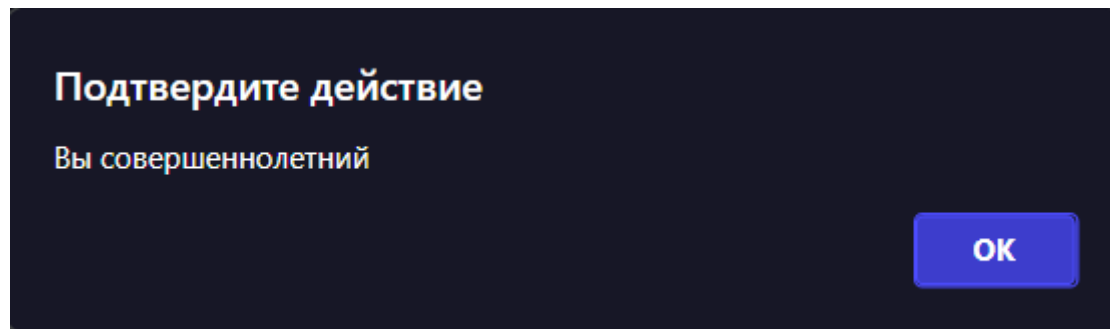 Подтвердите действие
Вы совершеннолетний
OK